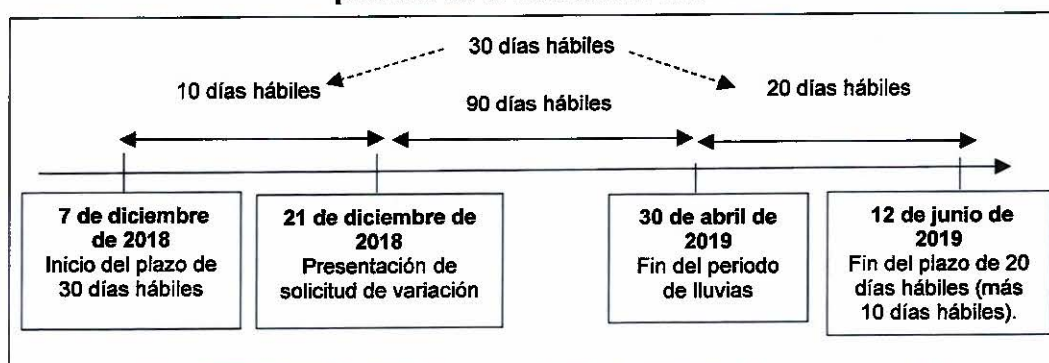 30 días hábiles
10 días hábiles
90 días hábiles
20 días hábiles
7 de diciembre
de 2018
Inicio del plazo de
30 días hábiles
21 de diciembre de
2018
Presentación de
solicitud de variación
30 de abril de
2019
Fin del periodo
de lluvias
12 de junio de
2019
Fin del plazo de 20
días hábiles (más
10 días hábiles).